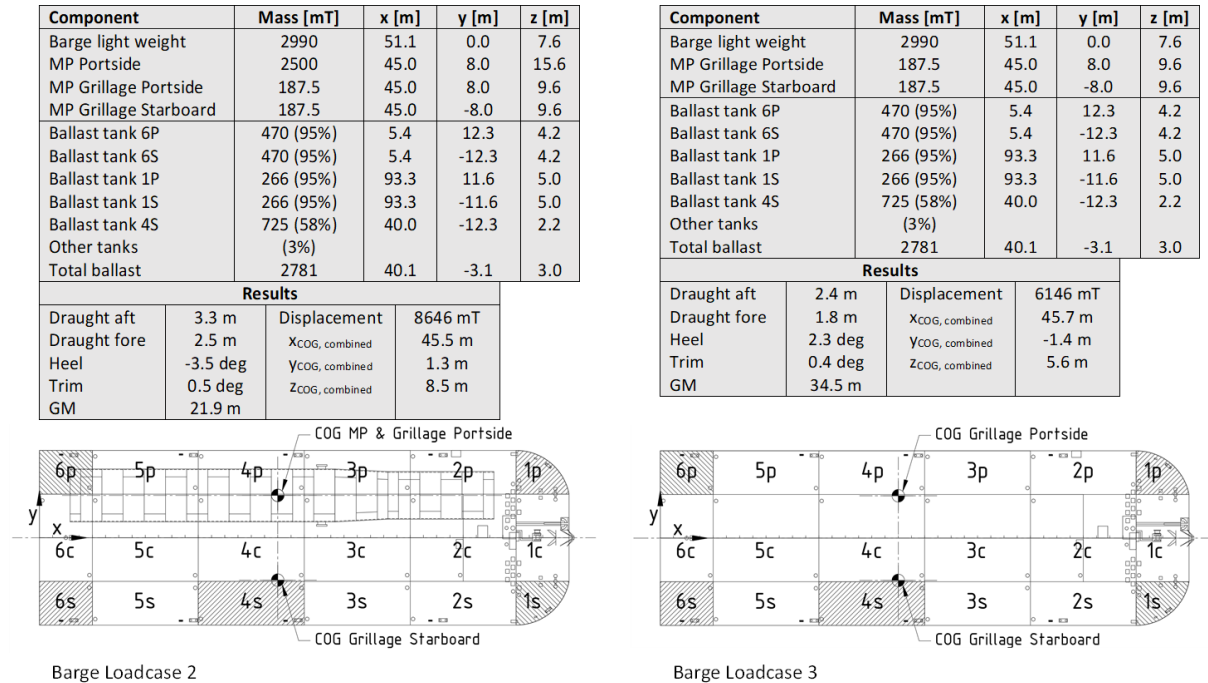 Component Mass [mT] x [m] y [m] z [m]
Barge light weight 2990 51.1 0.0 7.6
MP Portside 2500 45.0 8.0 15.6
MP Grillage Portside 187.5 45.0 8.0 9.6
MP Grillage Starboard 187.5 45.0 -8.0 9.6
Ballast tank 6P 470 (95%) 5.4 12.3 4.2
Ballast tank 6S 470 (95%) 5.4 -12.3 4.2
Ballast tank 1P 266 (95%) 93.3 11.6 5.0
Ballast tank 1S 266 (95%) 93.3 -11.6 5.0
Ballast tank 4S 725 (58%) 40.0 -12.3 2.2
Other tanks (3%)
Total ballast 2781 40.1 -3.1 3.0
Results
Draught aft 3.3 m Displacement 8646 mT
Draught fore 2.5 m xCOG, combined 45.5 m
Heel -3.5 deg yCOG, combined 1.3 m
Trim 0.5 deg zCOG, combined 8.5 m
GM 21.9 m
COG MP & Grillage Portside
6p 5p 4p 3p 2p 1p
y
x
6c 5c 4c 3c 2c 1c
6s 5s 4s 3s 2s 1s
COG Grillage Starboard
Barge Loadcase 2
Component Mass [mT] x [m] y [m] z [m]
Barge light weight 2990 51.1 0.0 7.6
MP Grillage Portside 187.5 45.0 8.0 9.6
MP Grillage Starboard 187.5 45.0 -8.0 9.6
Ballast tank 6P 470 (95%) 5.4 12.3 4.2
Ballast tank 6S 470 (95%) 5.4 -12.3 4.2
Ballast tank 1P 266 (95%) 93.3 11.6 5.0
Ballast tank 1S 266 (95%) 93.3 -11.6 5.0
Ballast tank 4S 725 (58%) 40.0 -12.3 2.2
Other tanks (3%)
Total ballast 2781 40.1 -3.1 3.0
Results
Draught aft 2.4 m Displacement 6146 mT
Draught fore 1.8 m xCOG, combined 45.7 m
Heel 2.3 deg yCOG, combined -1.4 m
Trim 0.4 deg zCOG, combined 5.6 m
GM 34.5 m
COG Grillage Portside
6p 5p 4p 3p 2p 1p
y
x
6c 5c 4c 3c 2c 1c
6s 5s 4s 3s 2s 1s
COG Grillage Starboard
Barge Loadcase 3